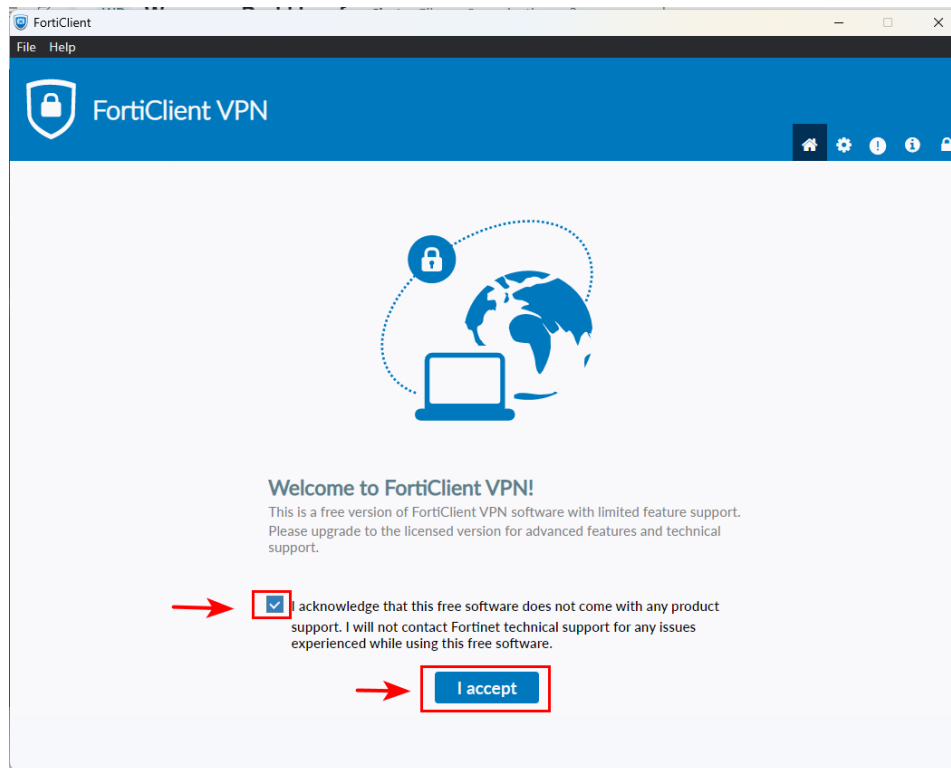 FortiClient
File Help
FortiClient VPN
Welcome to FortiClient VPN!
This is a free version of FortiClient VPN software with limited feature support.
Please upgrade to the licensed version for advanced features and technical
support.
I acknowledge that this free software does not come with any product
support. I will not contact Fortinet technical support for any issues
experienced while using this free software.
I accept